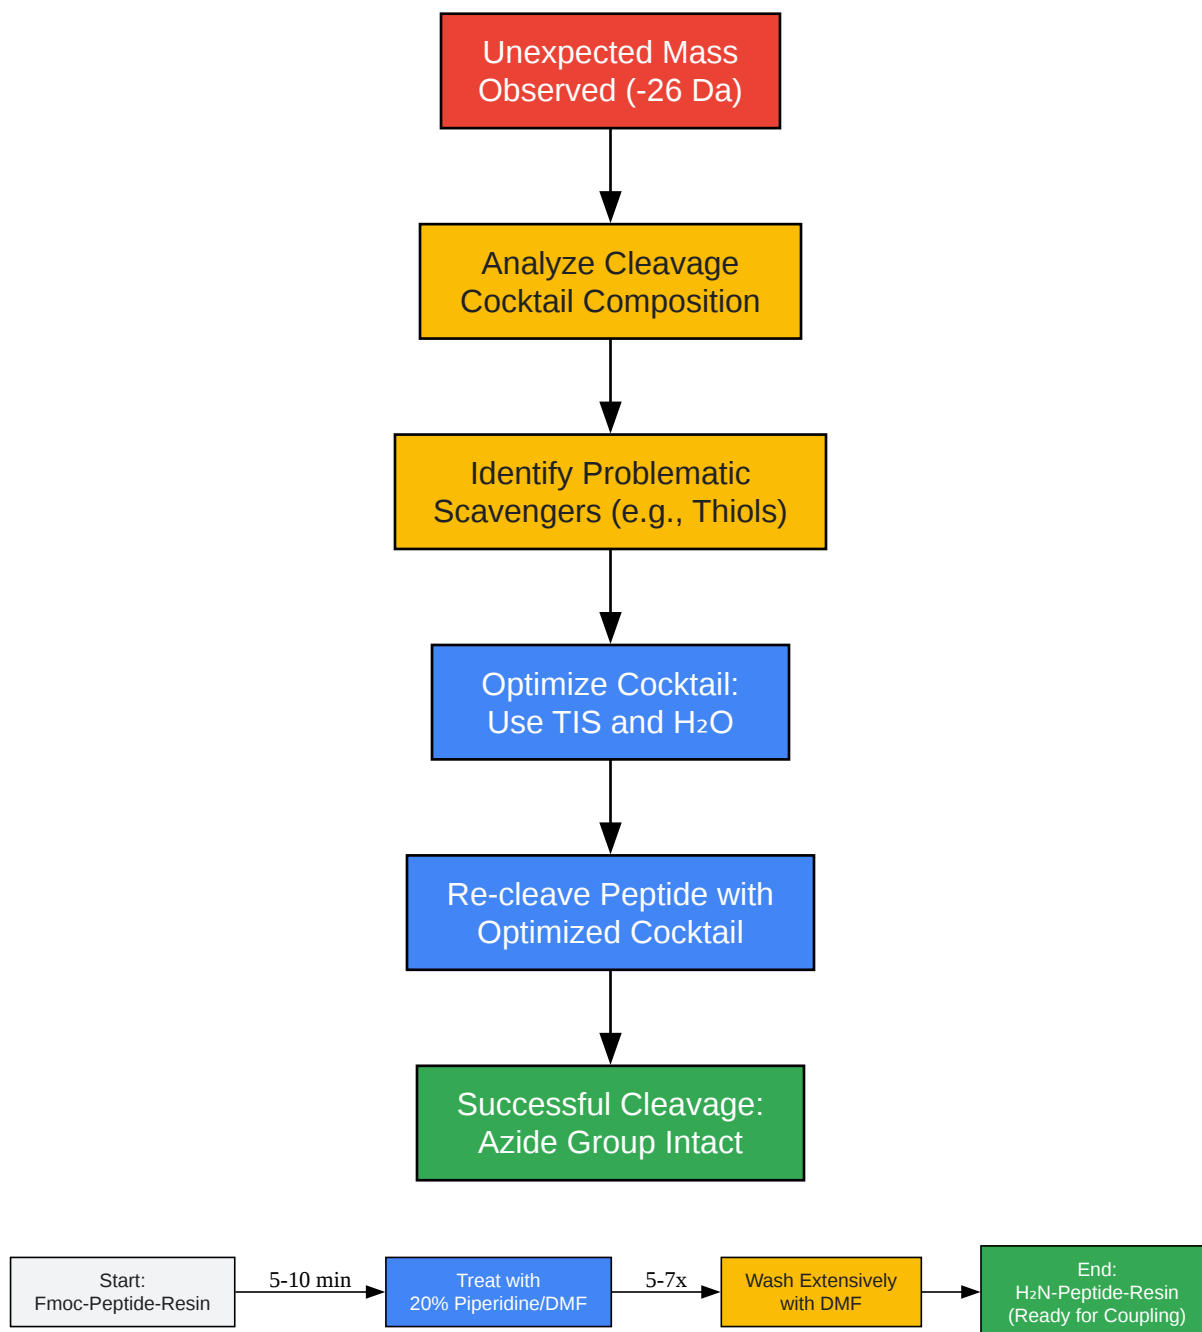 Unexpected Mass
Observed (-26 Da)
Analyze Cleavage
Cocktail Composition
Identify Problematic
Scavengers (e.g., Thiols)
Optimize Cocktail:
Use TIS and H₂O
Re-cleave Peptide with
Optimized Cocktail
Successful Cleavage:
Azide Group Intact
Start:
Fmoc-Peptide-Resin
5-10 min
Treat with
20% Piperidine/DMF
5-7x
Wash Extensively
with DMF
End:
H₂N-Peptide-Resin
(Ready for Coupling)